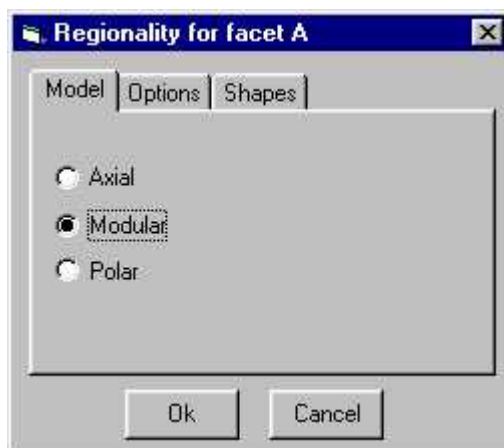 Regionality for facet A
Model Options Shapes
Axial
Modular
Polar
Ok Cancel